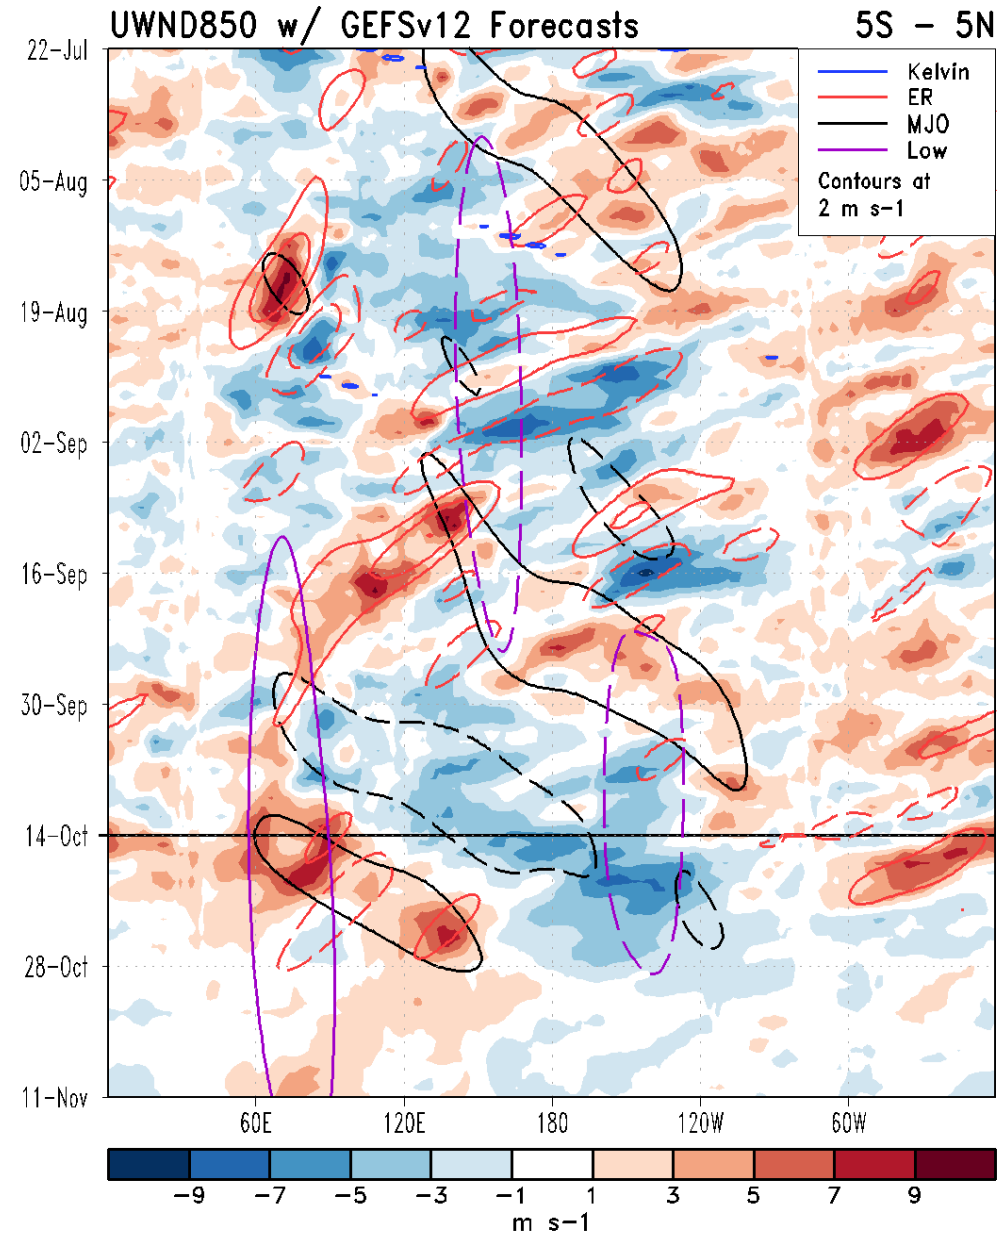 UWND850 w/ GEFSv12 Forecasts 5S - 5N
22-Jul
05-Aug
19-Aug
02-Sep
16-Sep
30-Sep
14-Oct
28-Oct
11-Nov
Kelvin
ER
MJO
Low
Contours at
2 m s-1
60E 120E 180 120W 60W
-9 -7 -5 -3 -1 1 3 5 7 9
m s-1